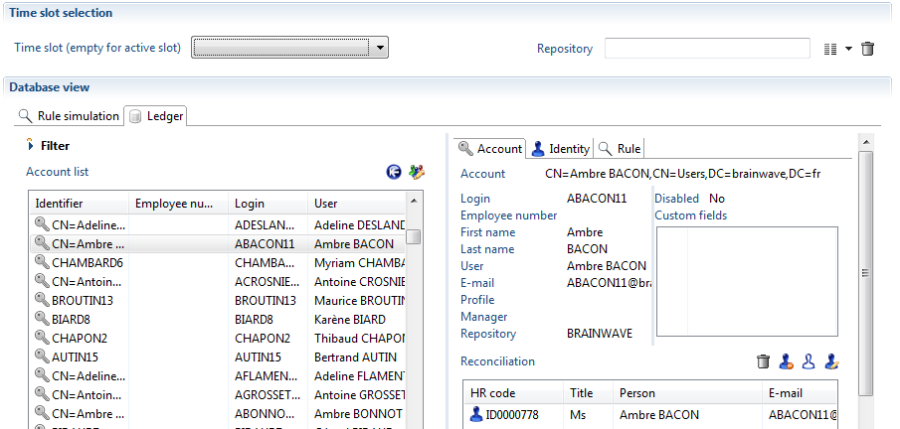 Time slot selection
Time slot (empty for active slot)
Repository
Database view
Rule simulation Ledger
Filter
Account list
Identifier Employee nu... Login User
CN=Adeline... ADESLAN... Adeline DESLAND
CN=Ambre ... ABACON11 Ambre BACON
CHAMBARD6 CHAMBA... Myriam CHAMBA
CN=Antoin... ACROSNIE... Antoine CROSNIE
BROUTIN13 BROUTIN13 Maurice BROUTIN
BIARD8 BIARD8 Karène BIARD
CHAPON2 CHAPON2 Thibaud CHAPON
AUTIN15 AUTIN15 Bertrand AUTIN
CN=Adeline... AFLAMEN... Adeline FLAMEN
CN=Antoin... AGROSSET... Antoine GROSSET
CN=Ambre ... ABONNO... Ambre BONNOT
Account Identity Rule
Account CN=Ambre BACON,CN=Users,DC=brainwave,DC=fr
Login ABACON11 Disabled No
Employee number Custom fields
First name Ambre
Last name BACON
User Ambre BACON
E-mail ABACON11@bra
Profile
Manager
Repository BRAINWAVE
Reconciliation
HR code Title Person E-mail
ID0000778 Ms Ambre BACON ABACON11@